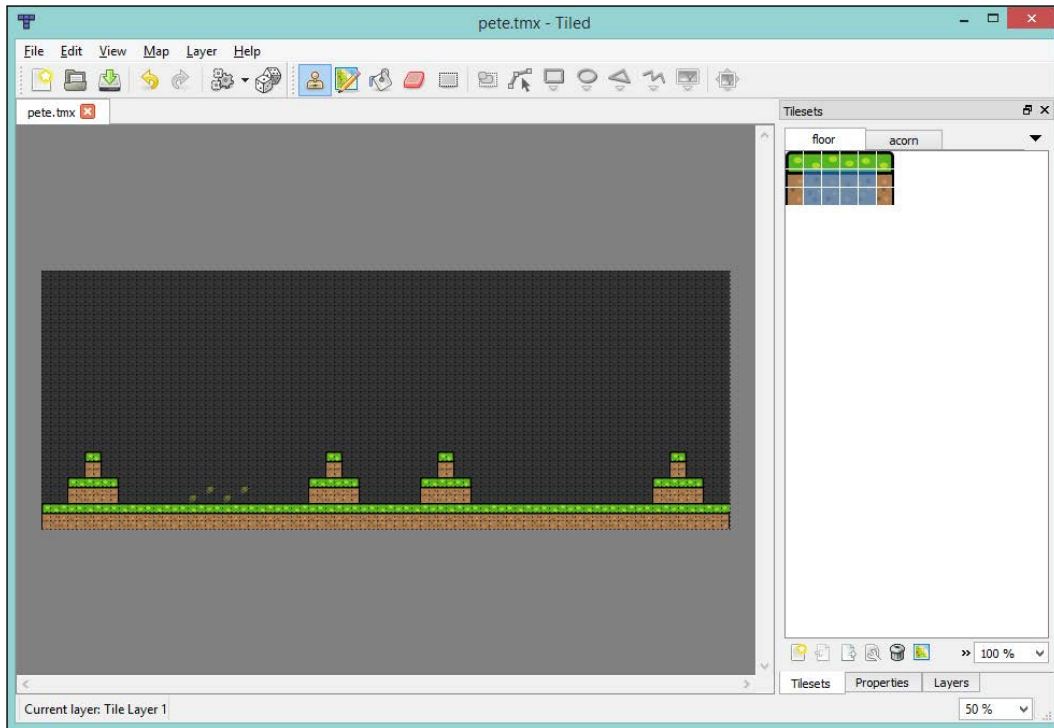 pete.tmx - Tiled
File Edit View Map Layer Help
pete.tmx
Tilesets
floor acorn
100 %
Tilesets Properties Layers
Current layer: Tile Layer 1
50 %